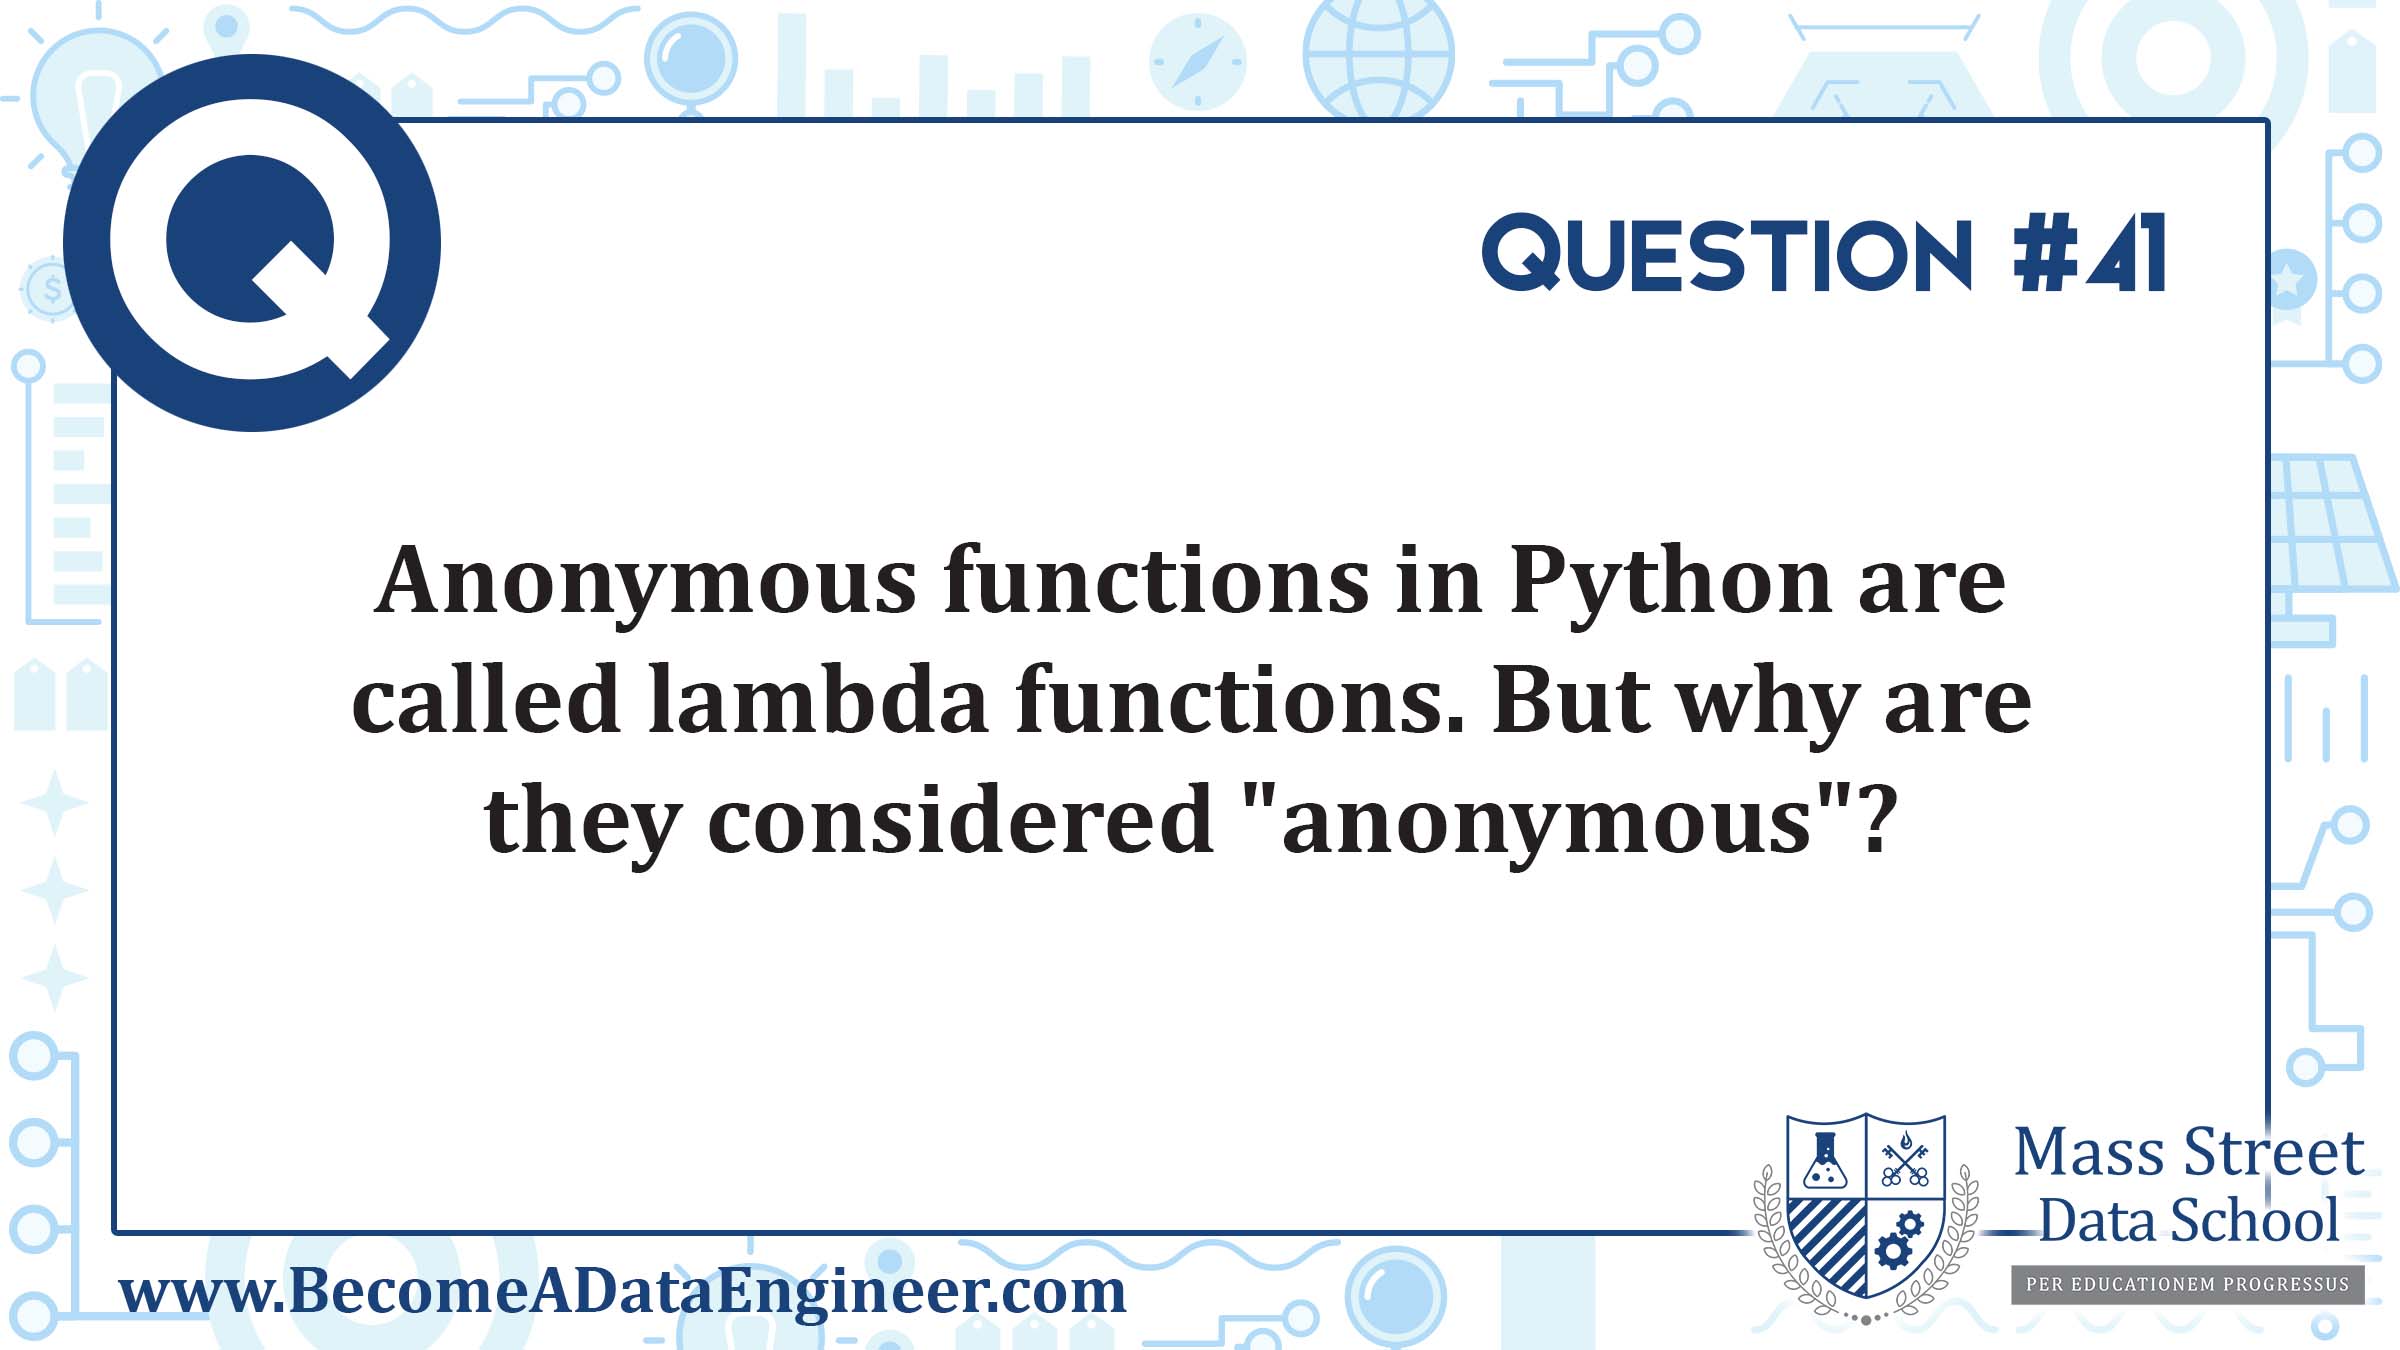 Question #41
Anonymous functions in Python are
called lambda functions. But why are
they considered "anonymous"?
www.BecomeADataEngineer.com
Mass Street
Data School
PER EDUCATIONEM PROGRESSUS